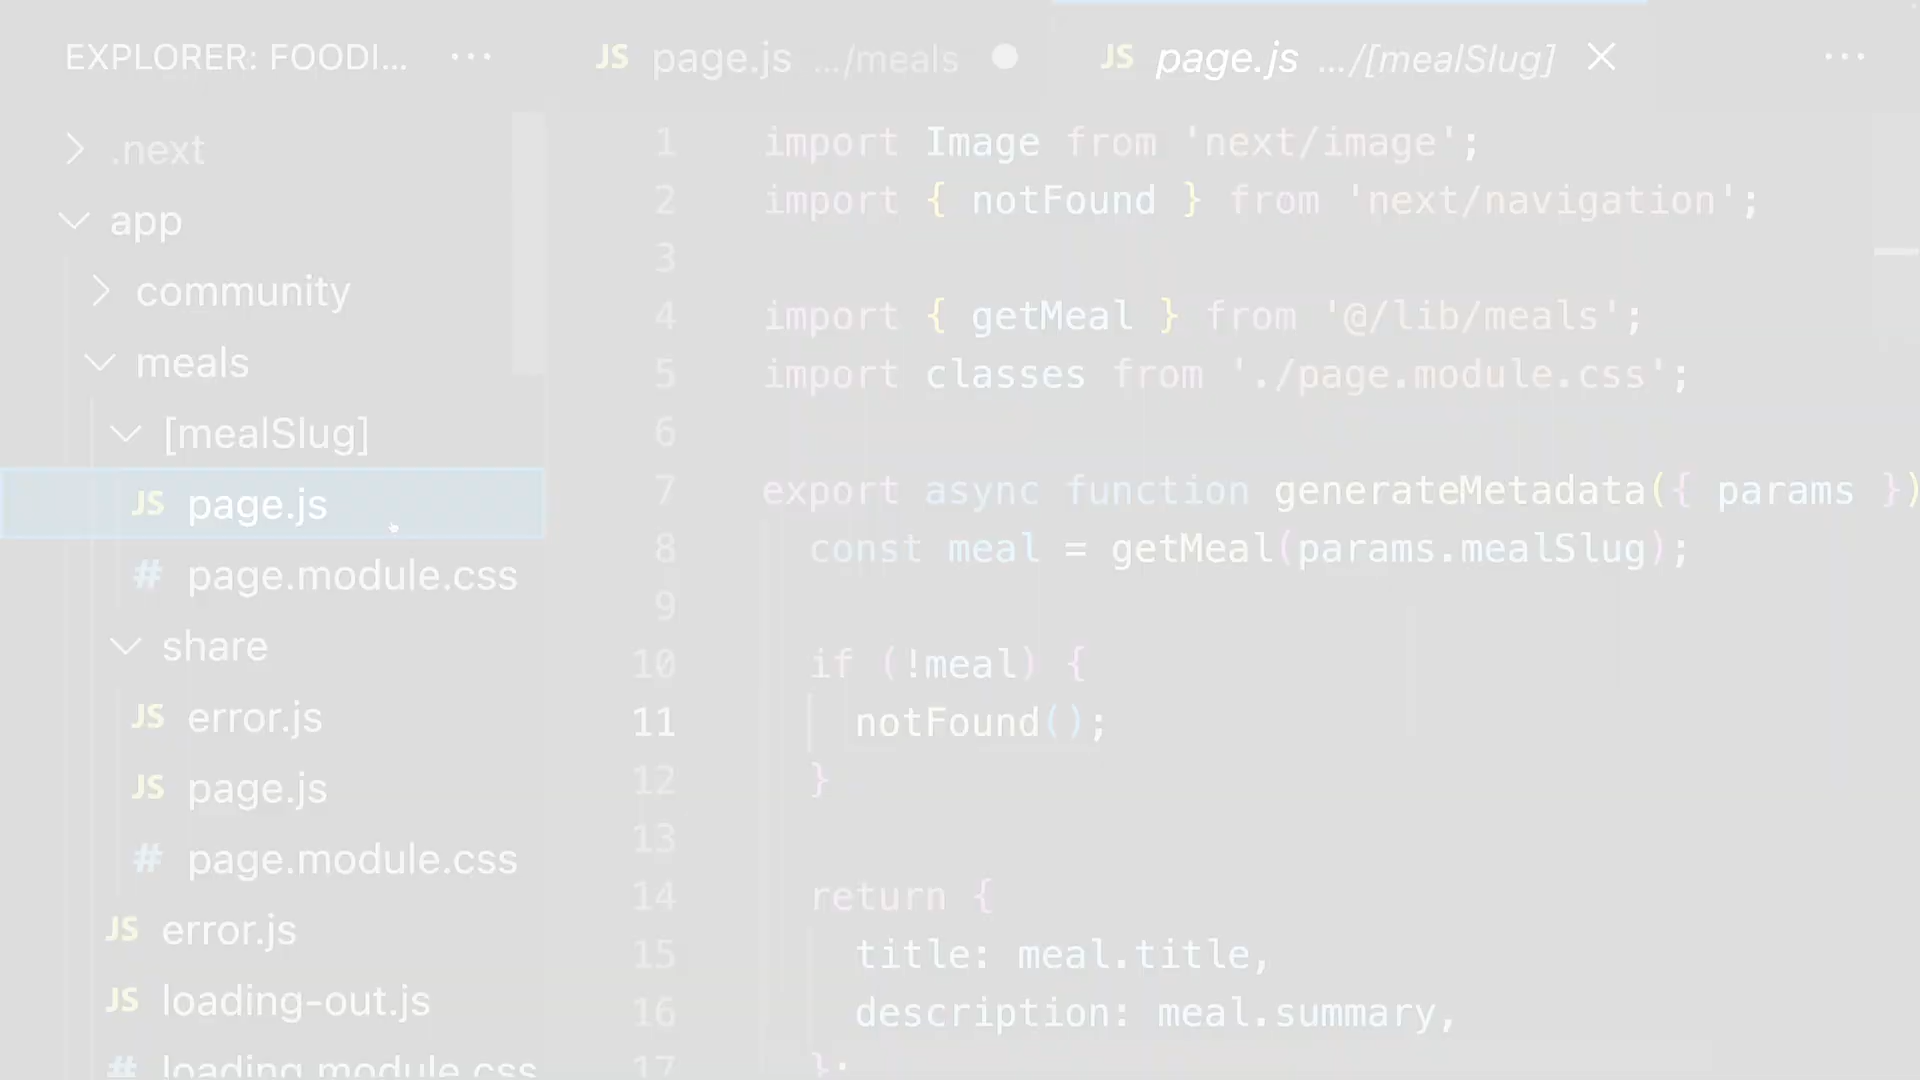 EXPLORER: FOODI... ...
.next
app
community
meals
[mealSlug]
JS page.js
# page.module.css
share
JS error.js
JS page.js
# page.module.css
JS error.js
JS loading-out.js
# loading.module.css
JS page.js .../meals
JS page.js .../[mealSlug]
1 import Image from 'next/image';
2 import { notFound } from 'next/navigation';
3
4 import { getMeal } from '@/lib/meals';
5 import classes from './page.module.css';
6
7 export async function generateMetadata({ params })
8 const meal = getMeal(params.mealSlug);
9
10 if (!meal) {
11 notFound();
12 }
13
14 return {
15 title: meal.title,
16 description: meal.summary,
17 };